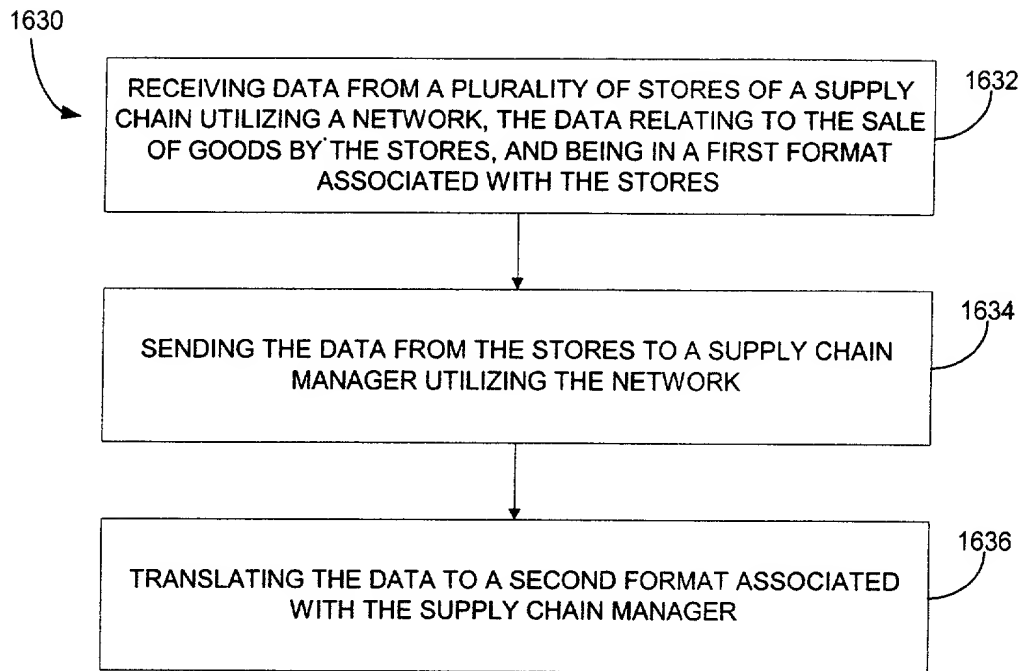 1630
1632
RECEIVING DATA FROM A PLURALITY OF STORES OF A SUPPLY
CHAIN UTILIZING A NETWORK, THE DATA RELATING TO THE SALE
OF GOODS BY THE STORES, AND BEING IN A FIRST FORMAT
ASSOCIATED WITH THE STORES
1634
SENDING THE DATA FROM THE STORES TO A SUPPLY CHAIN
MANAGER UTILIZING THE NETWORK
1636
TRANSLATING THE DATA TO A SECOND FORMAT ASSOCIATED
WITH THE SUPPLY CHAIN MANAGER